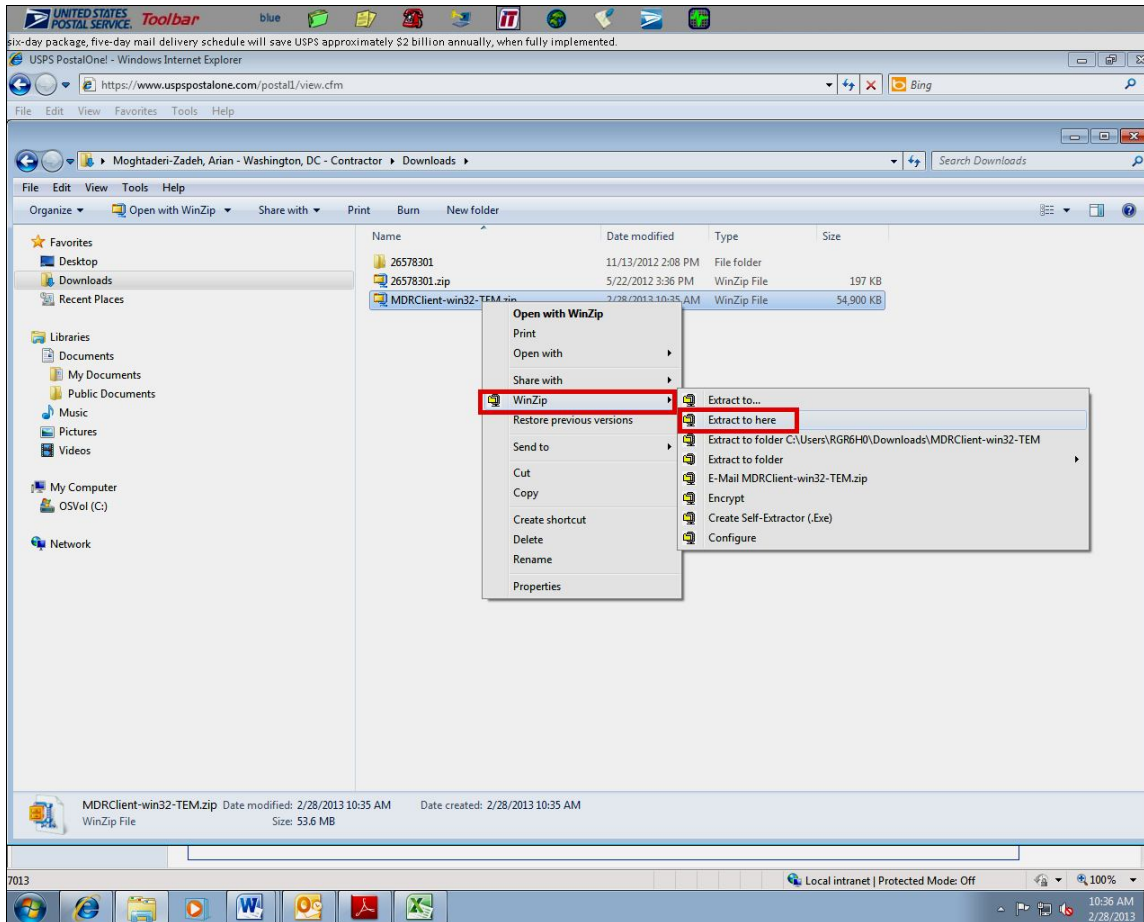 UNITED STATES POSTAL SERVICE. Toolbar blue
six-day package, five-day mail delivery schedule will save USPS approximately $2 billion annually, when fully implemented.
USPS PostalOne! - Windows Internet Explorer
https://www.uspspostalone.com/postal1/view.cfm
Bing
File Edit View Favorites Tools Help
Moghtaderi-Zadeh, Arian - Washington, DC - Contractor Downloads
Search Downloads
File Edit View Tools Help
Organize Open with WinZip Share with Print Burn New folder
Name Date modified Type Size
Favorites
Desktop
Downloads
Recent Places
Libraries
Documents
My Documents
Public Documents
Music
Pictures
Videos
My Computer
OSVol (C:)
Network
26578301 11/13/2012 2:08 PM File folder
26578301.zip 5/22/2012 3:36 PM WinZip File 197 KB
MDRClient-win32-TEM.zip 2/28/2013 10:35 AM WinZip File 54,900 KB
Open with WinZip
Print
Open with
Share with
WinZip
Restore previous versions
Send to
Cut
Copy
Create shortcut
Delete
Rename
Properties
Extract to...
Extract to here
Extract to folder C:\Users\RGR6H0\Downloads\MDRClient-win32-TEM
Extract to folder
E-Mail MDRClient-win32-TEM.zip
Encrypt
Create Self-Extractor (.Exe)
Configure
MDRClient-win32-TEM.zip Date modified: 2/28/2013 10:35 AM Date created: 2/28/2013 10:35 AM
WinZip File Size: 53.6 MB
7013
Local intranet | Protected Mode: Off
100%
10:36 AM
2/28/2013